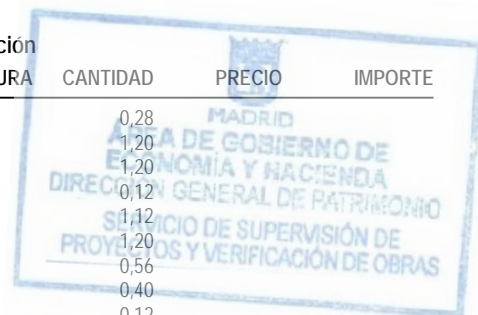 ción
URA CANTIDAD PRECIO IMPORTE
0,28
MADRID
1,20
ÁREA DE GOBIERNO DE
1,20
ECONOMÍA Y HACIENDA
0,12
DIRECCIÓN GENERAL DE PATRIMONIO
1,12
SERVICIO DE SUPERVISIÓN DE
1,20
PROYECTOS Y VERIFICACIÓN DE OBRAS
0,56
0,40
0,12